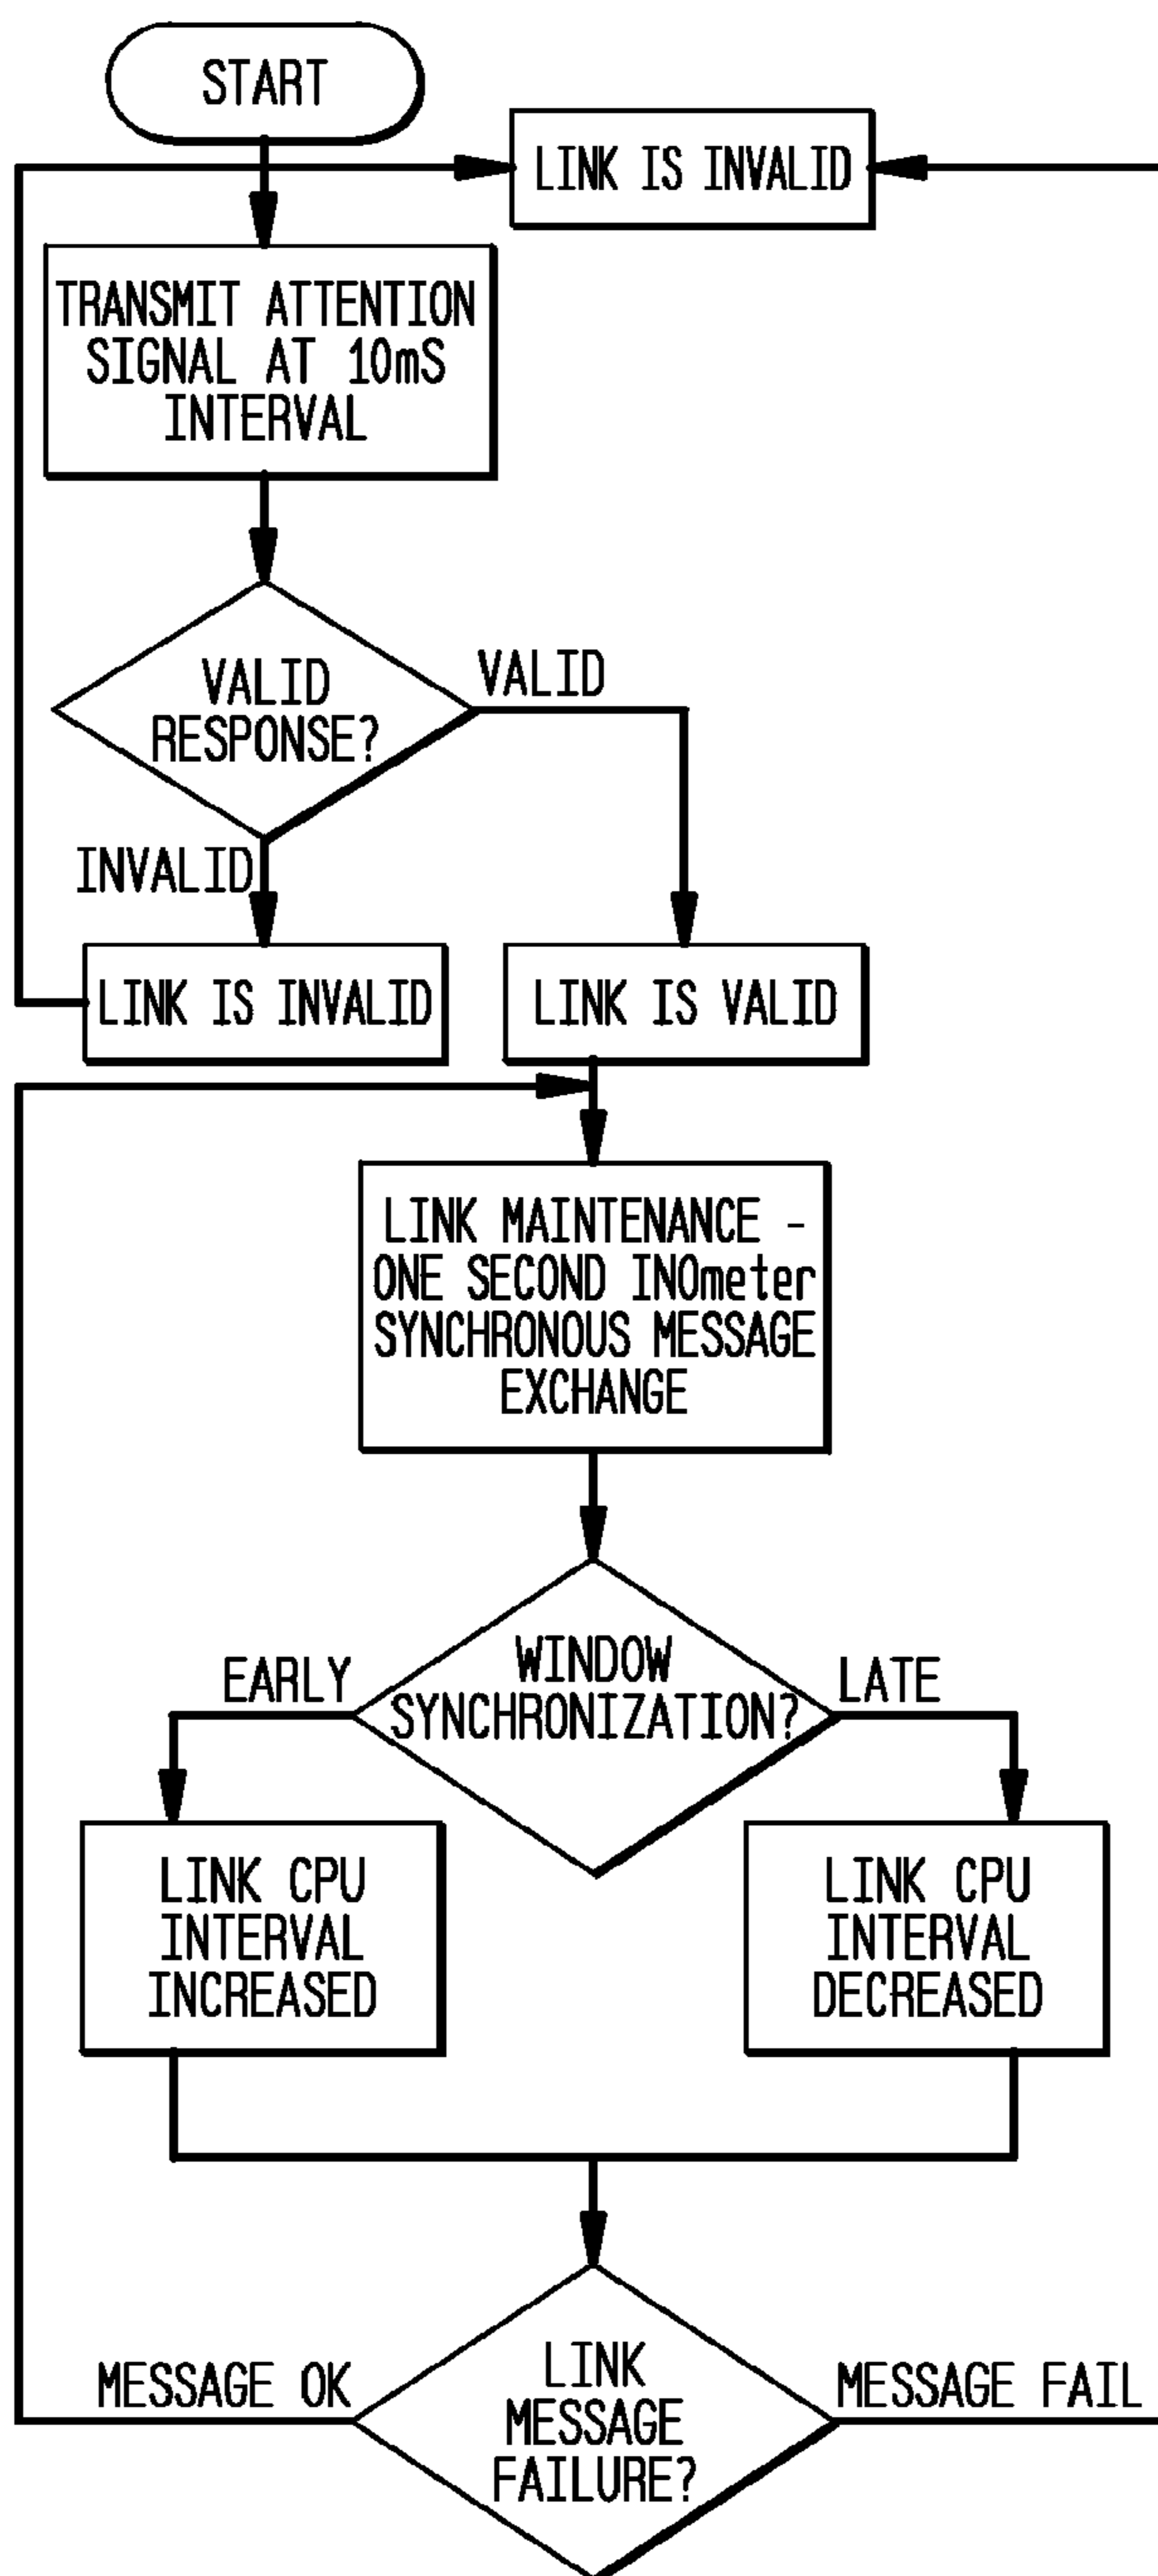 START
LINK IS INVALID
TRANSMIT ATTENTION
SIGNAL AT 10mS
INTERVAL
VALID
RESPONSE?
VALID
INVALID
LINK IS INVALID
LINK IS VALID
LINK MAINTENANCE -
ONE SECOND INOmeter
SYNCHRONOUS MESSAGE
EXCHANGE
WINDOW
SYNCHRONIZATION?
EARLY
LATE
LINK CPU
INTERVAL
INCREASED
LINK CPU
INTERVAL
DECREASED
LINK
MESSAGE
FAILURE?
MESSAGE OK
MESSAGE FAIL